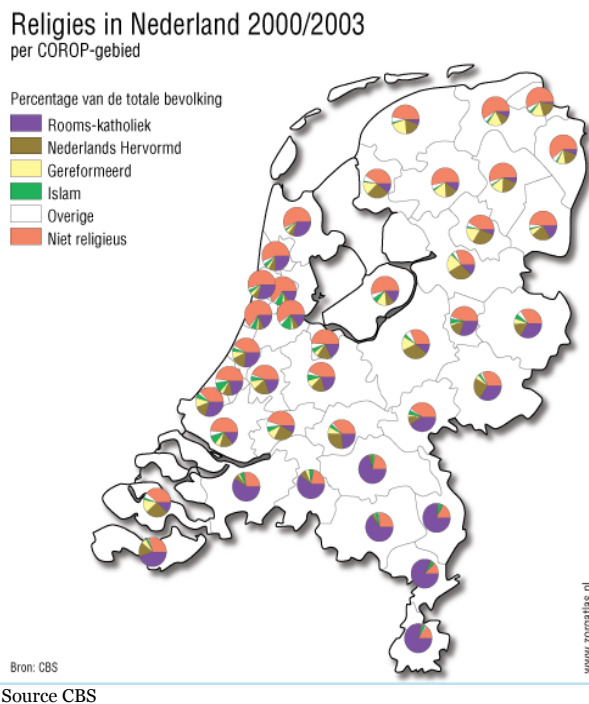 Religies in Nederland 2000/2003
per COROP-gebied
Percentage van de totale bevolking
Rooms-katholiek
Nederlands Hervormd
Gereformeerd
Islam
Overige
Niet religieus
www.zorgatlas.nl
Bron: CBS
Source CBS